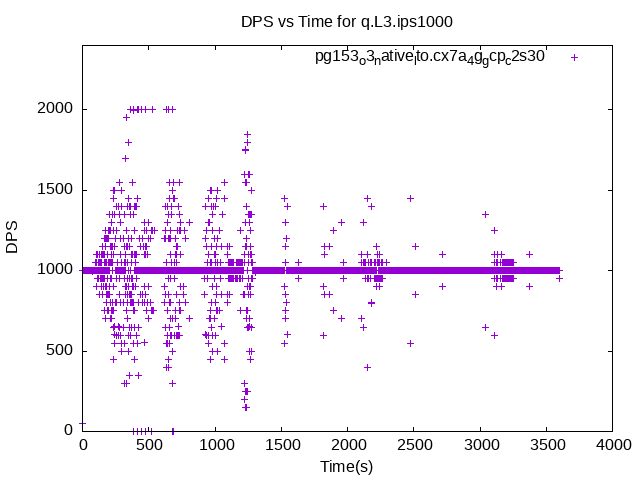 DPS vs Time for q.L3.ips1000
pg153_o3_native_lto.cx7a_4g_gcp_c2s30
2000
1500
1000
500
0
DPS
0 500 1000 1500 2000 2500 3000 3500 4000
Time(s)